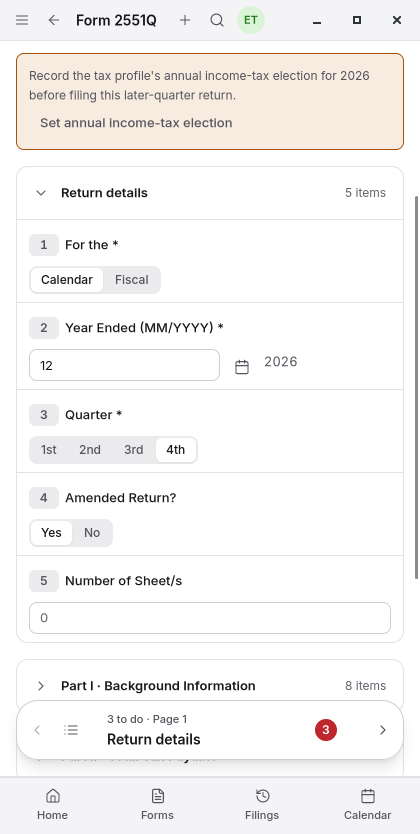 Form 2551Q
ET
Record the tax profile's annual income-tax election for 2026
before filing this later-quarter return.
Set annual income-tax election
Return details
5 items
1 For the *
Calendar Fiscal
2 Year Ended (MM/YYYY) *
12 2026
3 Quarter *
1st 2nd 3rd 4th
4 Amended Return?
Yes No
5 Number of Sheet/s
0
Part I · Background Information
8 items
3 to do · Page 1
Return details
3
Home Forms Filings Calendar